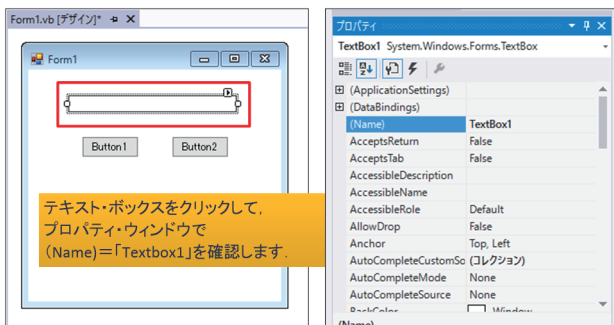 Form1.vb [デザイン]*
Form1
Button1
Button2
テキスト・ボックスをクリックして,
プロパティ・ウィンドウで
(Name)=「Textbox1」を確認します.
プロパティ
TextBox1 System.Windows.Forms.TextBox
(ApplicationSettings)
(DataBindings)
(Name) TextBox1
AcceptsReturn False
AcceptsTab False
AccessibleDescription
AccessibleName
AccessibleRole Default
AllowDrop False
Anchor Top, Left
AutoCompleteCustomSo (コレクション)
AutoCompleteMode None
AutoCompleteSource None
BackColor Window
(Name)